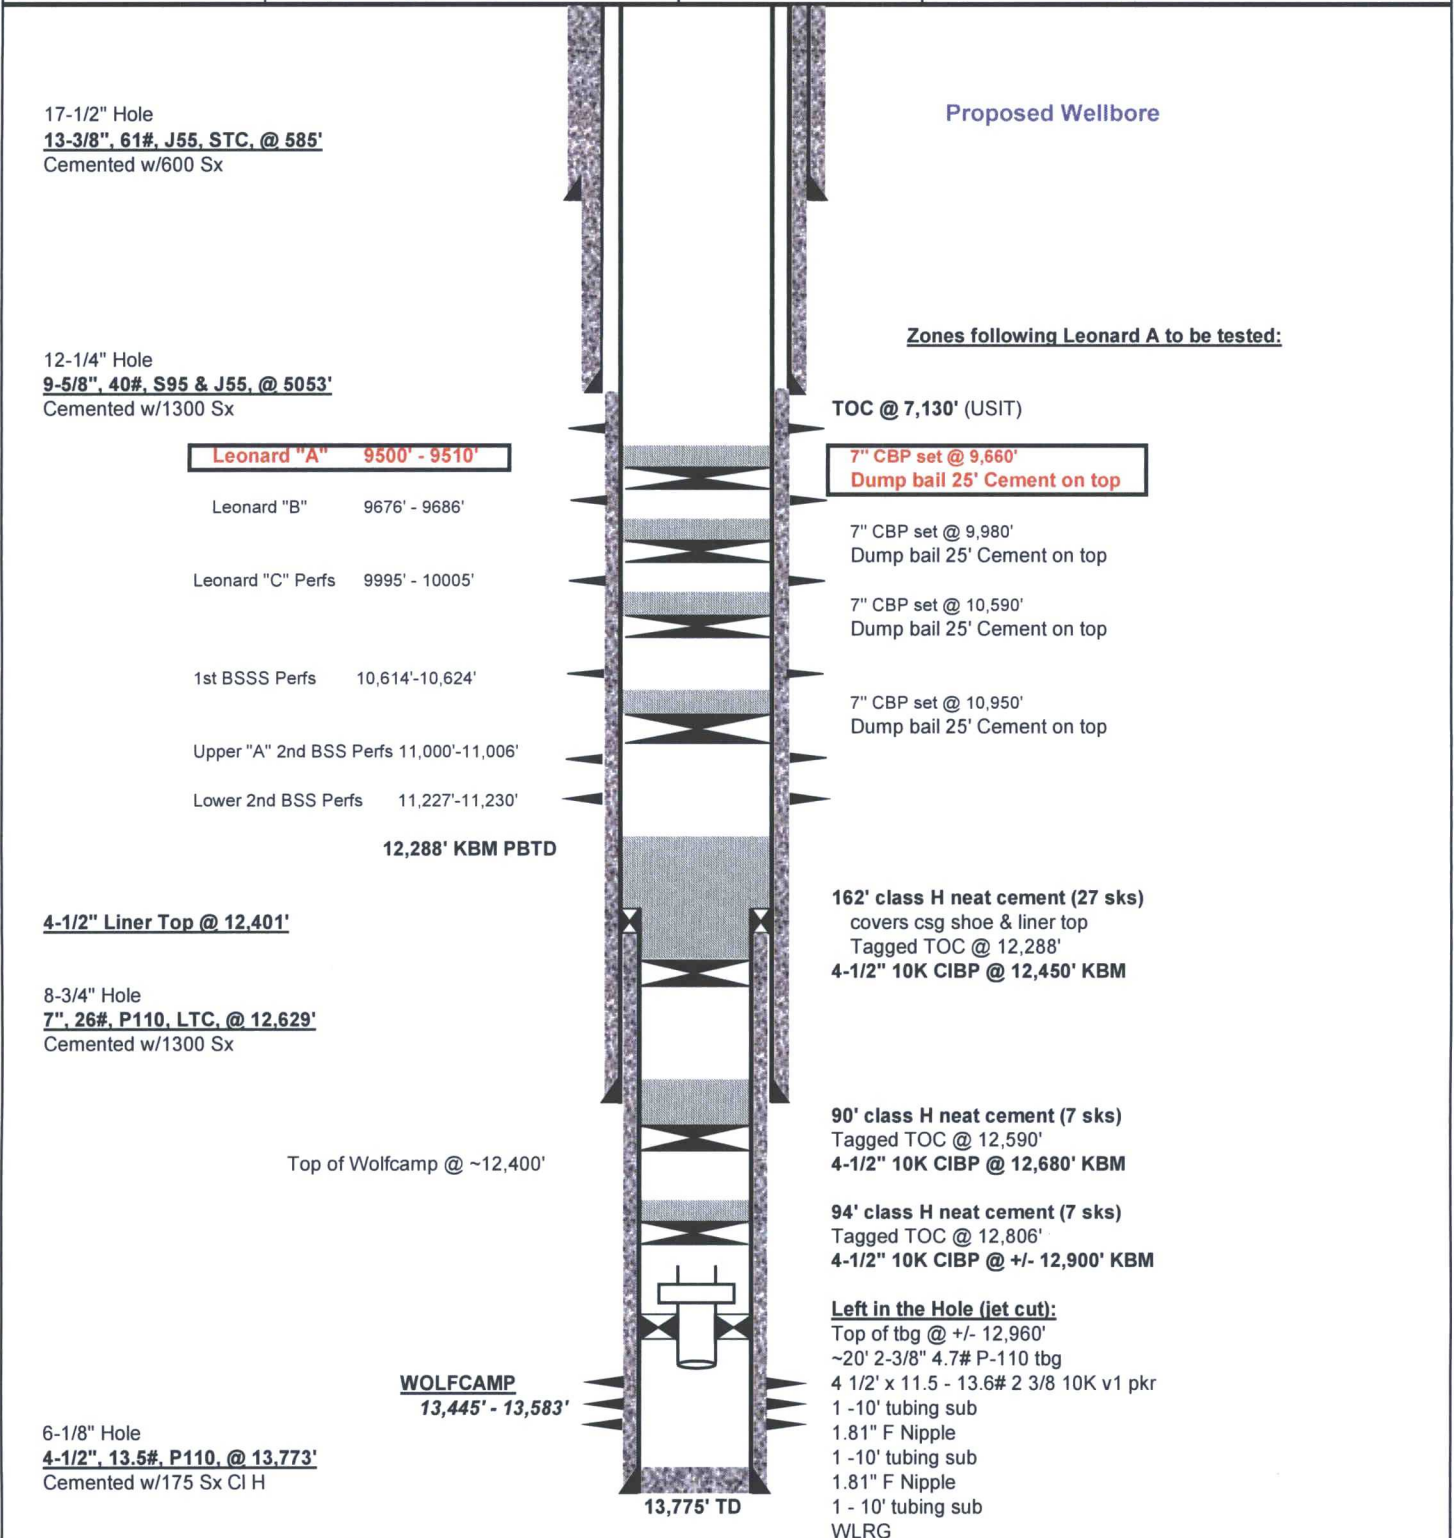 Proposed Wellbore
17-1/2" Hole
13-3/8", 61#, J55, STC, @ 585'
Cemented w/600 Sx
Zones following Leonard A to be tested:
12-1/4" Hole
9-5/8", 40#, S95 & J55, @ 5053'
Cemented w/1300 Sx
TOC @ 7,130' (USIT)
Leonard "A" 9500' - 9510'
7" CBP set @ 9,660'
Dump bail 25' Cement on top
Leonard "B" 9676' - 9686'
7" CBP set @ 9,980'
Dump bail 25' Cement on top
Leonard "C" Perfs 9995' - 10005'
7" CBP set @ 10,590'
Dump bail 25' Cement on top
1st BSSS Perfs 10,614'-10,624'
7" CBP set @ 10,950'
Dump bail 25' Cement on top
Upper "A" 2nd BSS Perfs 11,000'-11,006'
Lower 2nd BSS Perfs 11,227'-11,230'
12,288' KBM PBTD
162' class H neat cement (27 sks)
covers csg shoe & liner top
Tagged TOC @ 12,288'
4-1/2" 10K CIBP @ 12,450' KBM
4-1/2" Liner Top @ 12,401'
8-3/4" Hole
7", 26#, P110, LTC, @ 12,629'
Cemented w/1300 Sx
90' class H neat cement (7 sks)
Tagged TOC @ 12,590'
4-1/2" 10K CIBP @ 12,680' KBM
Top of Wolfcamp @ ~12,400'
94' class H neat cement (7 sks)
Tagged TOC @ 12,806'
4-1/2" 10K CIBP @ +/- 12,900' KBM
Left in the Hole (jet cut):
Top of tbg @ +/- 12,960'
~20' 2-3/8" 4.7# P-110 tbg
4 1/2' x 11.5 - 13.6# 2 3/8 10K v1 pkr
1 -10' tubing sub
1.81" F Nipple
1 -10' tubing sub
1.81" F Nipple
1 - 10' tubing sub
WLRG
WOLFCAMP
13,445' - 13,583'
6-1/8" Hole
4-1/2", 13.5#, P110, @ 13,773'
Cemented w/175 Sx Cl H
13,775' TD